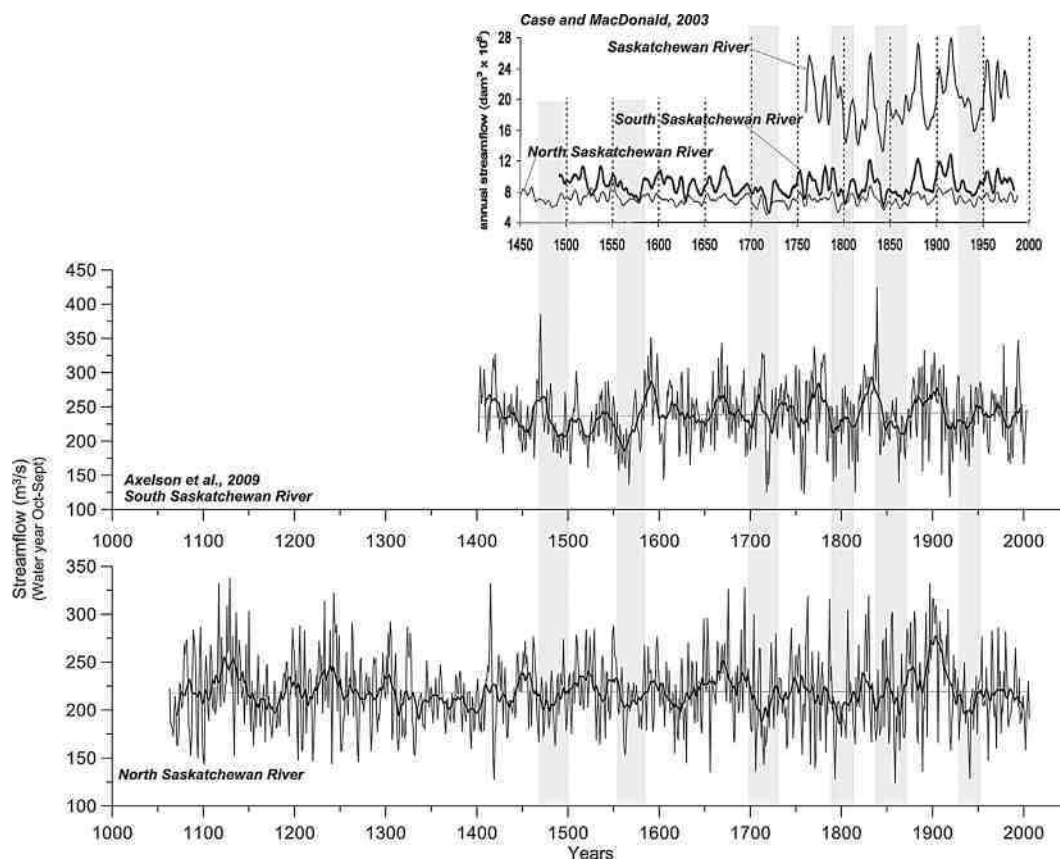 Case and MacDonald, 2003
28
24
20
16
12
8
4
annual streamflow (dam³ x 10⁶)
Saskatchewan River
South Saskatchewan River
North Saskatchewan River
1450 1500 1550 1600 1650 1700 1750 1800 1850 1900 1950 2000
450
400
350
300
250
200
150
100
Axelson et al., 2009
South Saskatchewan River
1000 1100 1200 1300 1400 1500 1600 1700 1800 1900 2000
Streamflow (m³/s)
(Water year Oct-Sept)
350
300
250
200
150
100
North Saskatchewan River
1000 1100 1200 1300 1400 1500 1600 1700 1800 1900 2000
Years